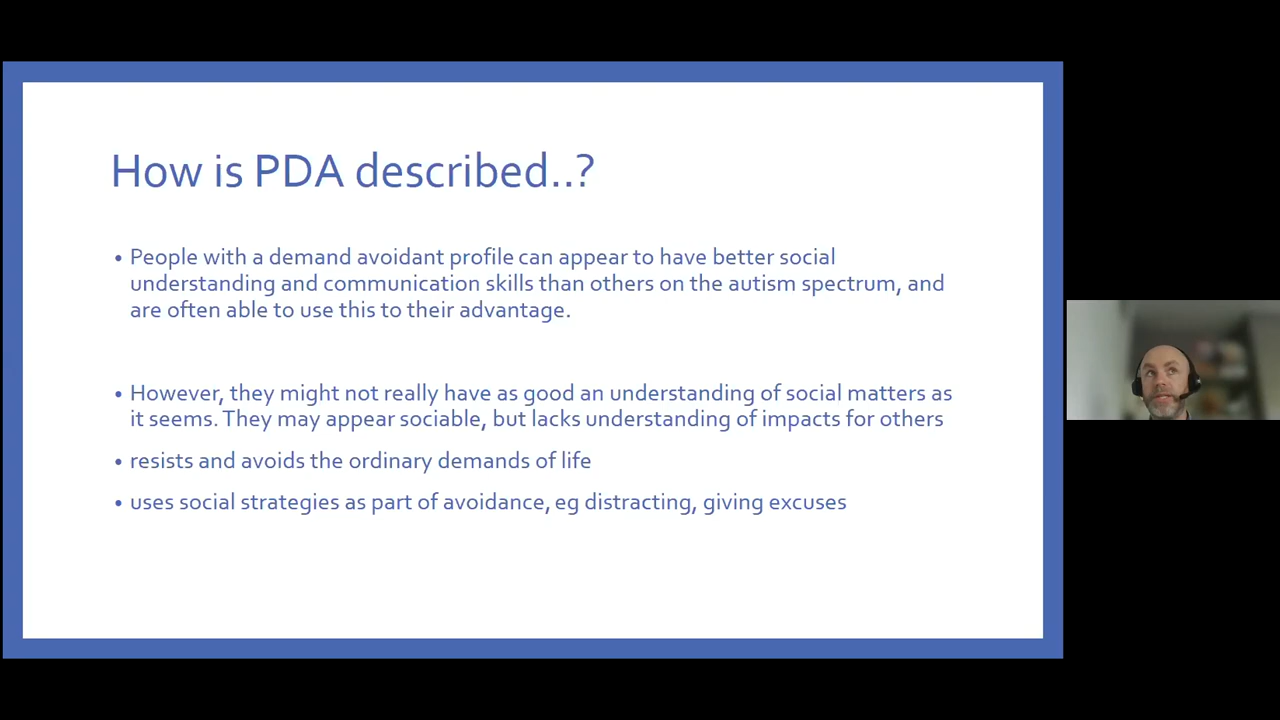 How is PDA described..?
• People with a demand avoidant profile can appear to have better social
understanding and communication skills than others on the autism spectrum, and
are often able to use this to their advantage.
• However, they might not really have as good an understanding of social matters as
it seems. They may appear sociable, but lacks understanding of impacts for others
• resists and avoids the ordinary demands of life
• uses social strategies as part of avoidance, eg distracting, giving excuses